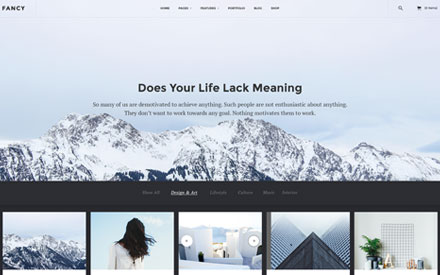 FANCY
HOME PAGES FEATURES PORTFOLIO BLOG SHOP
Does Your Life Lack Meaning
So many of us are demotivated to achieve anything. Such people are not enthusiastic about anything.
They don't want to work towards any goal. Nothing motivates them to work.
Show All Design & Art Lifestyle Culture Music Interior